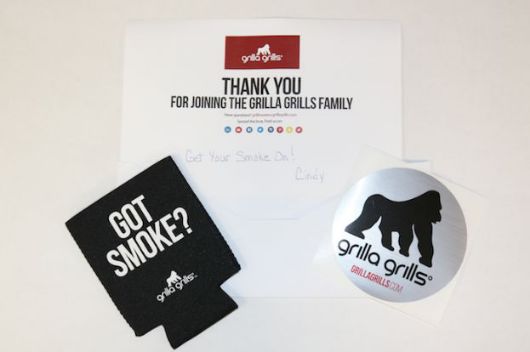 grilla grills
THANK YOU
FOR JOINING THE GRILLA GRILLS FAMILY
Get Your Smoke On!
Cindy
GOT
SMOKE?
grilla grills
grilla grills
GRILLAGRILLS.COM